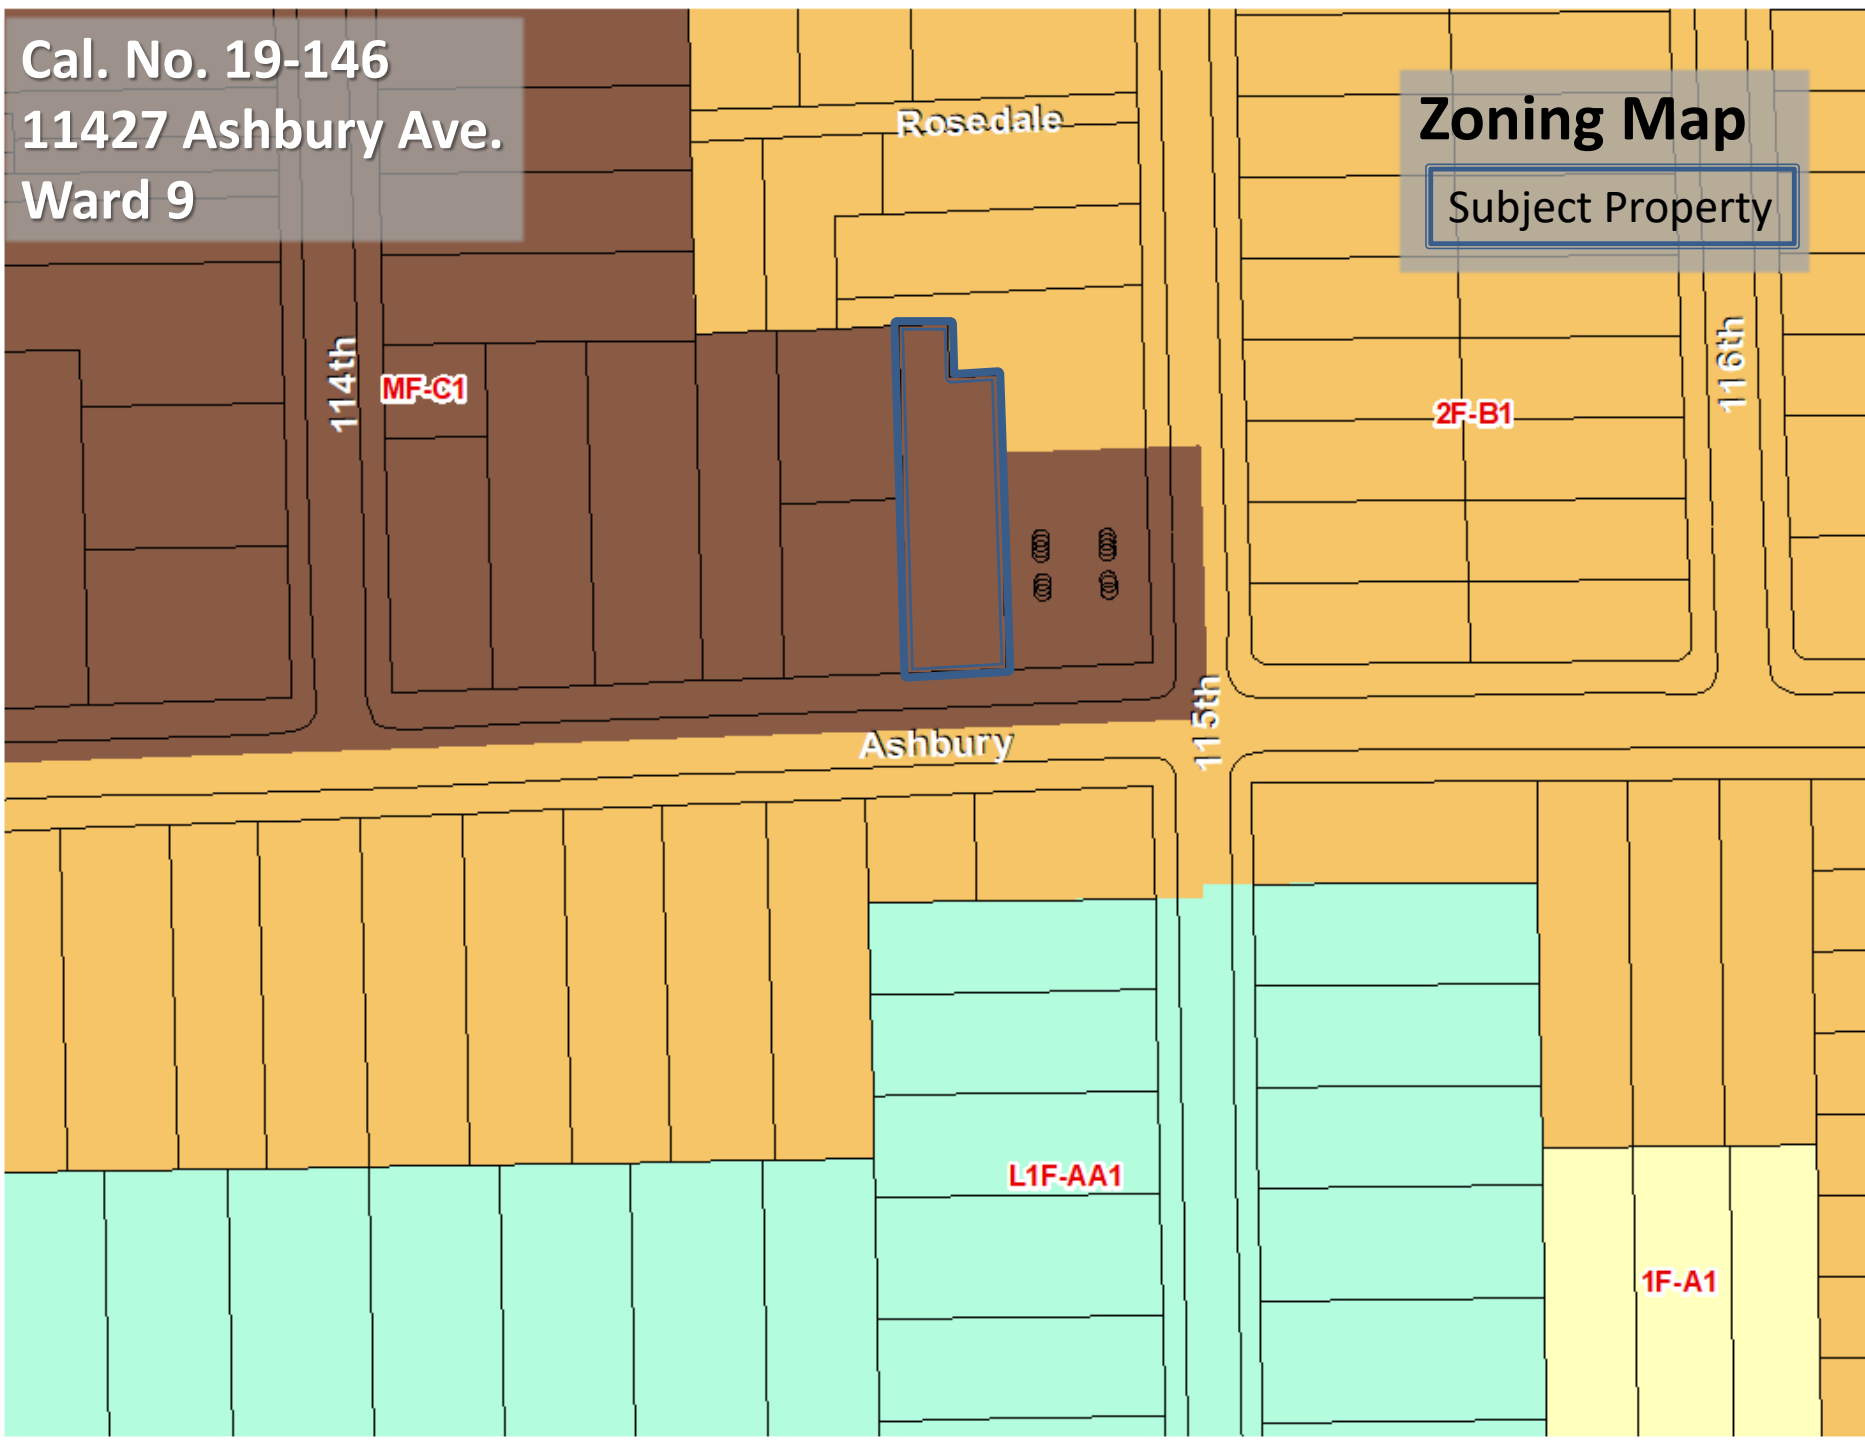 Cal. No. 19-146
11427 Ashbury Ave.
Ward 9
Zoning Map
Subject Property
Rosedale
114th
MF-C1
2F-B1
116th
115th
Ashbury
L1F-AA1
1F-A1